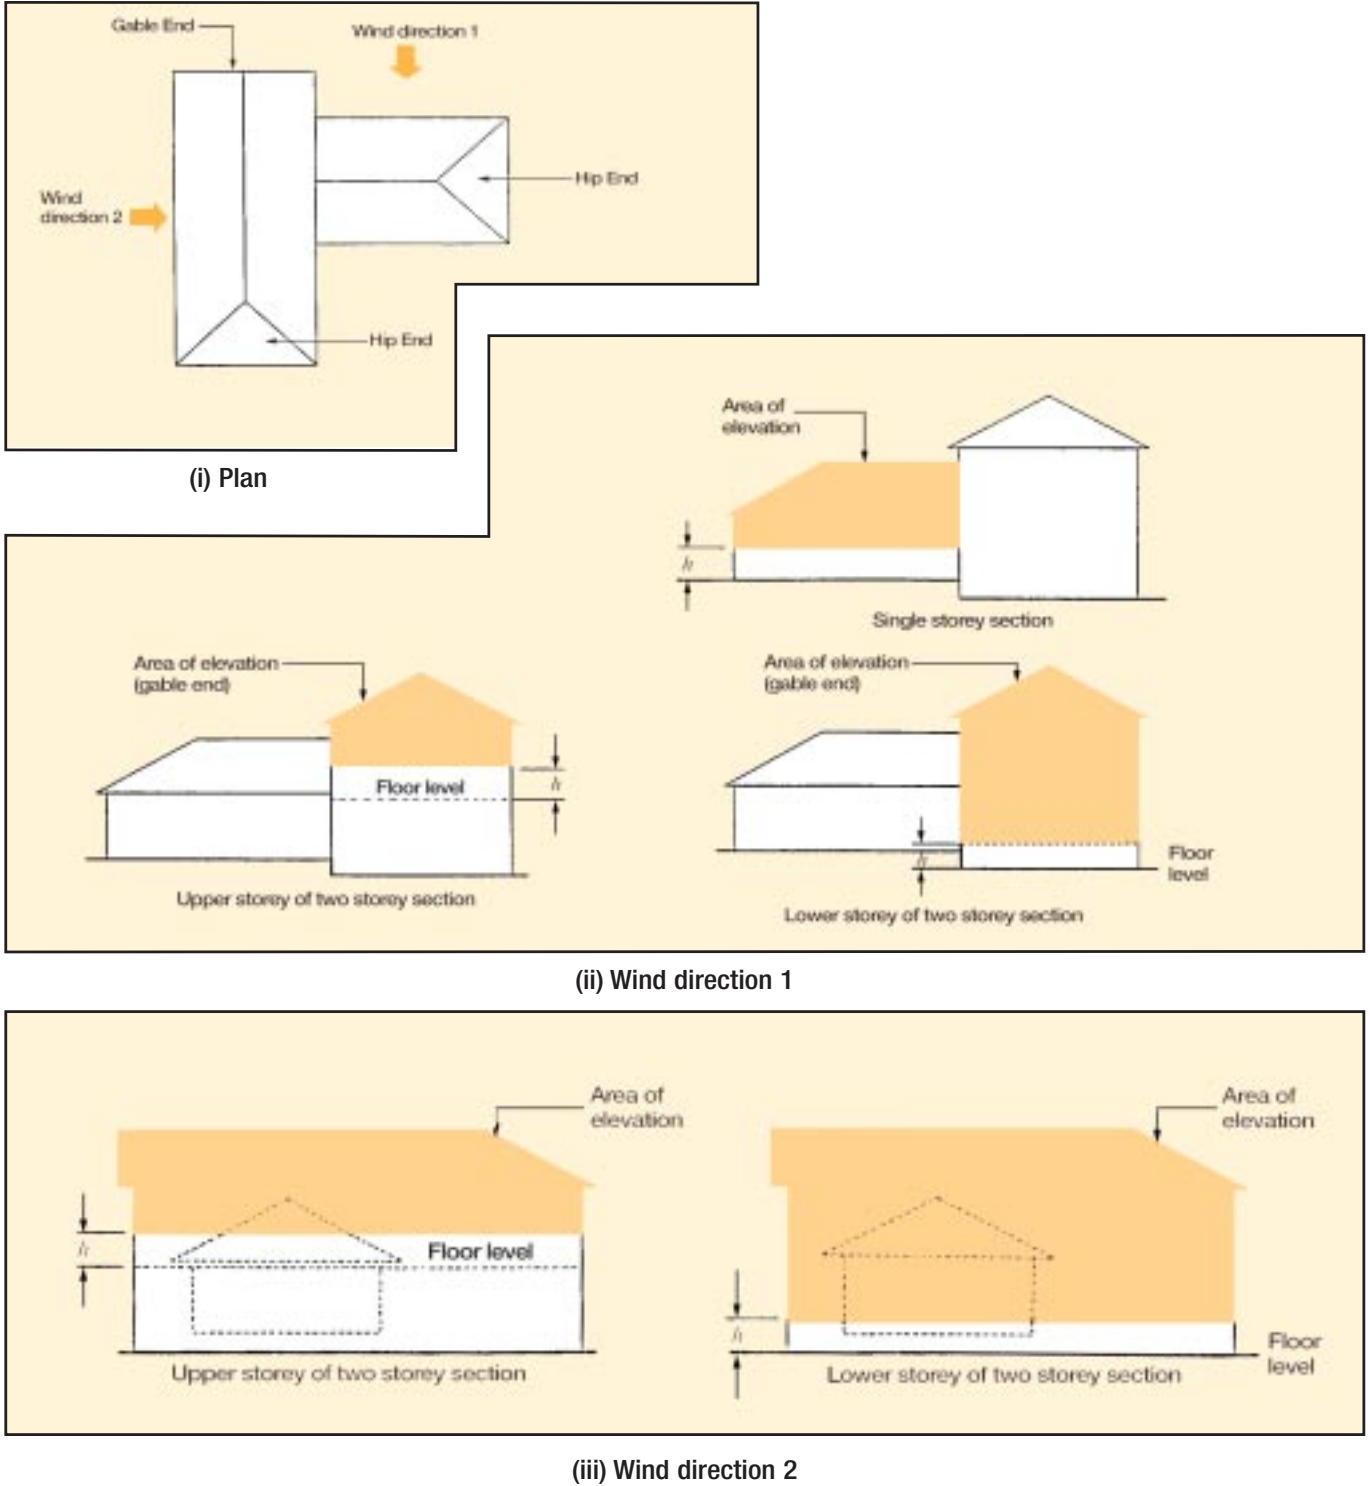 Gable End
Wind direction 1
Wind
direction 2
Hip End
Hip End
(i) Plan
Area of
elevation
h
Single storey section
Area of elevation
(gable end)
Floor level
h
Upper storey of two storey section
Area of elevation
(gable end)
h
Floor
level
Lower storey of two storey section
(ii) Wind direction 1
Area of
elevation
h
Floor level
Upper storey of two storey section
Area of
elevation
h
Floor
level
Lower storey of two storey section
(iii) Wind direction 2